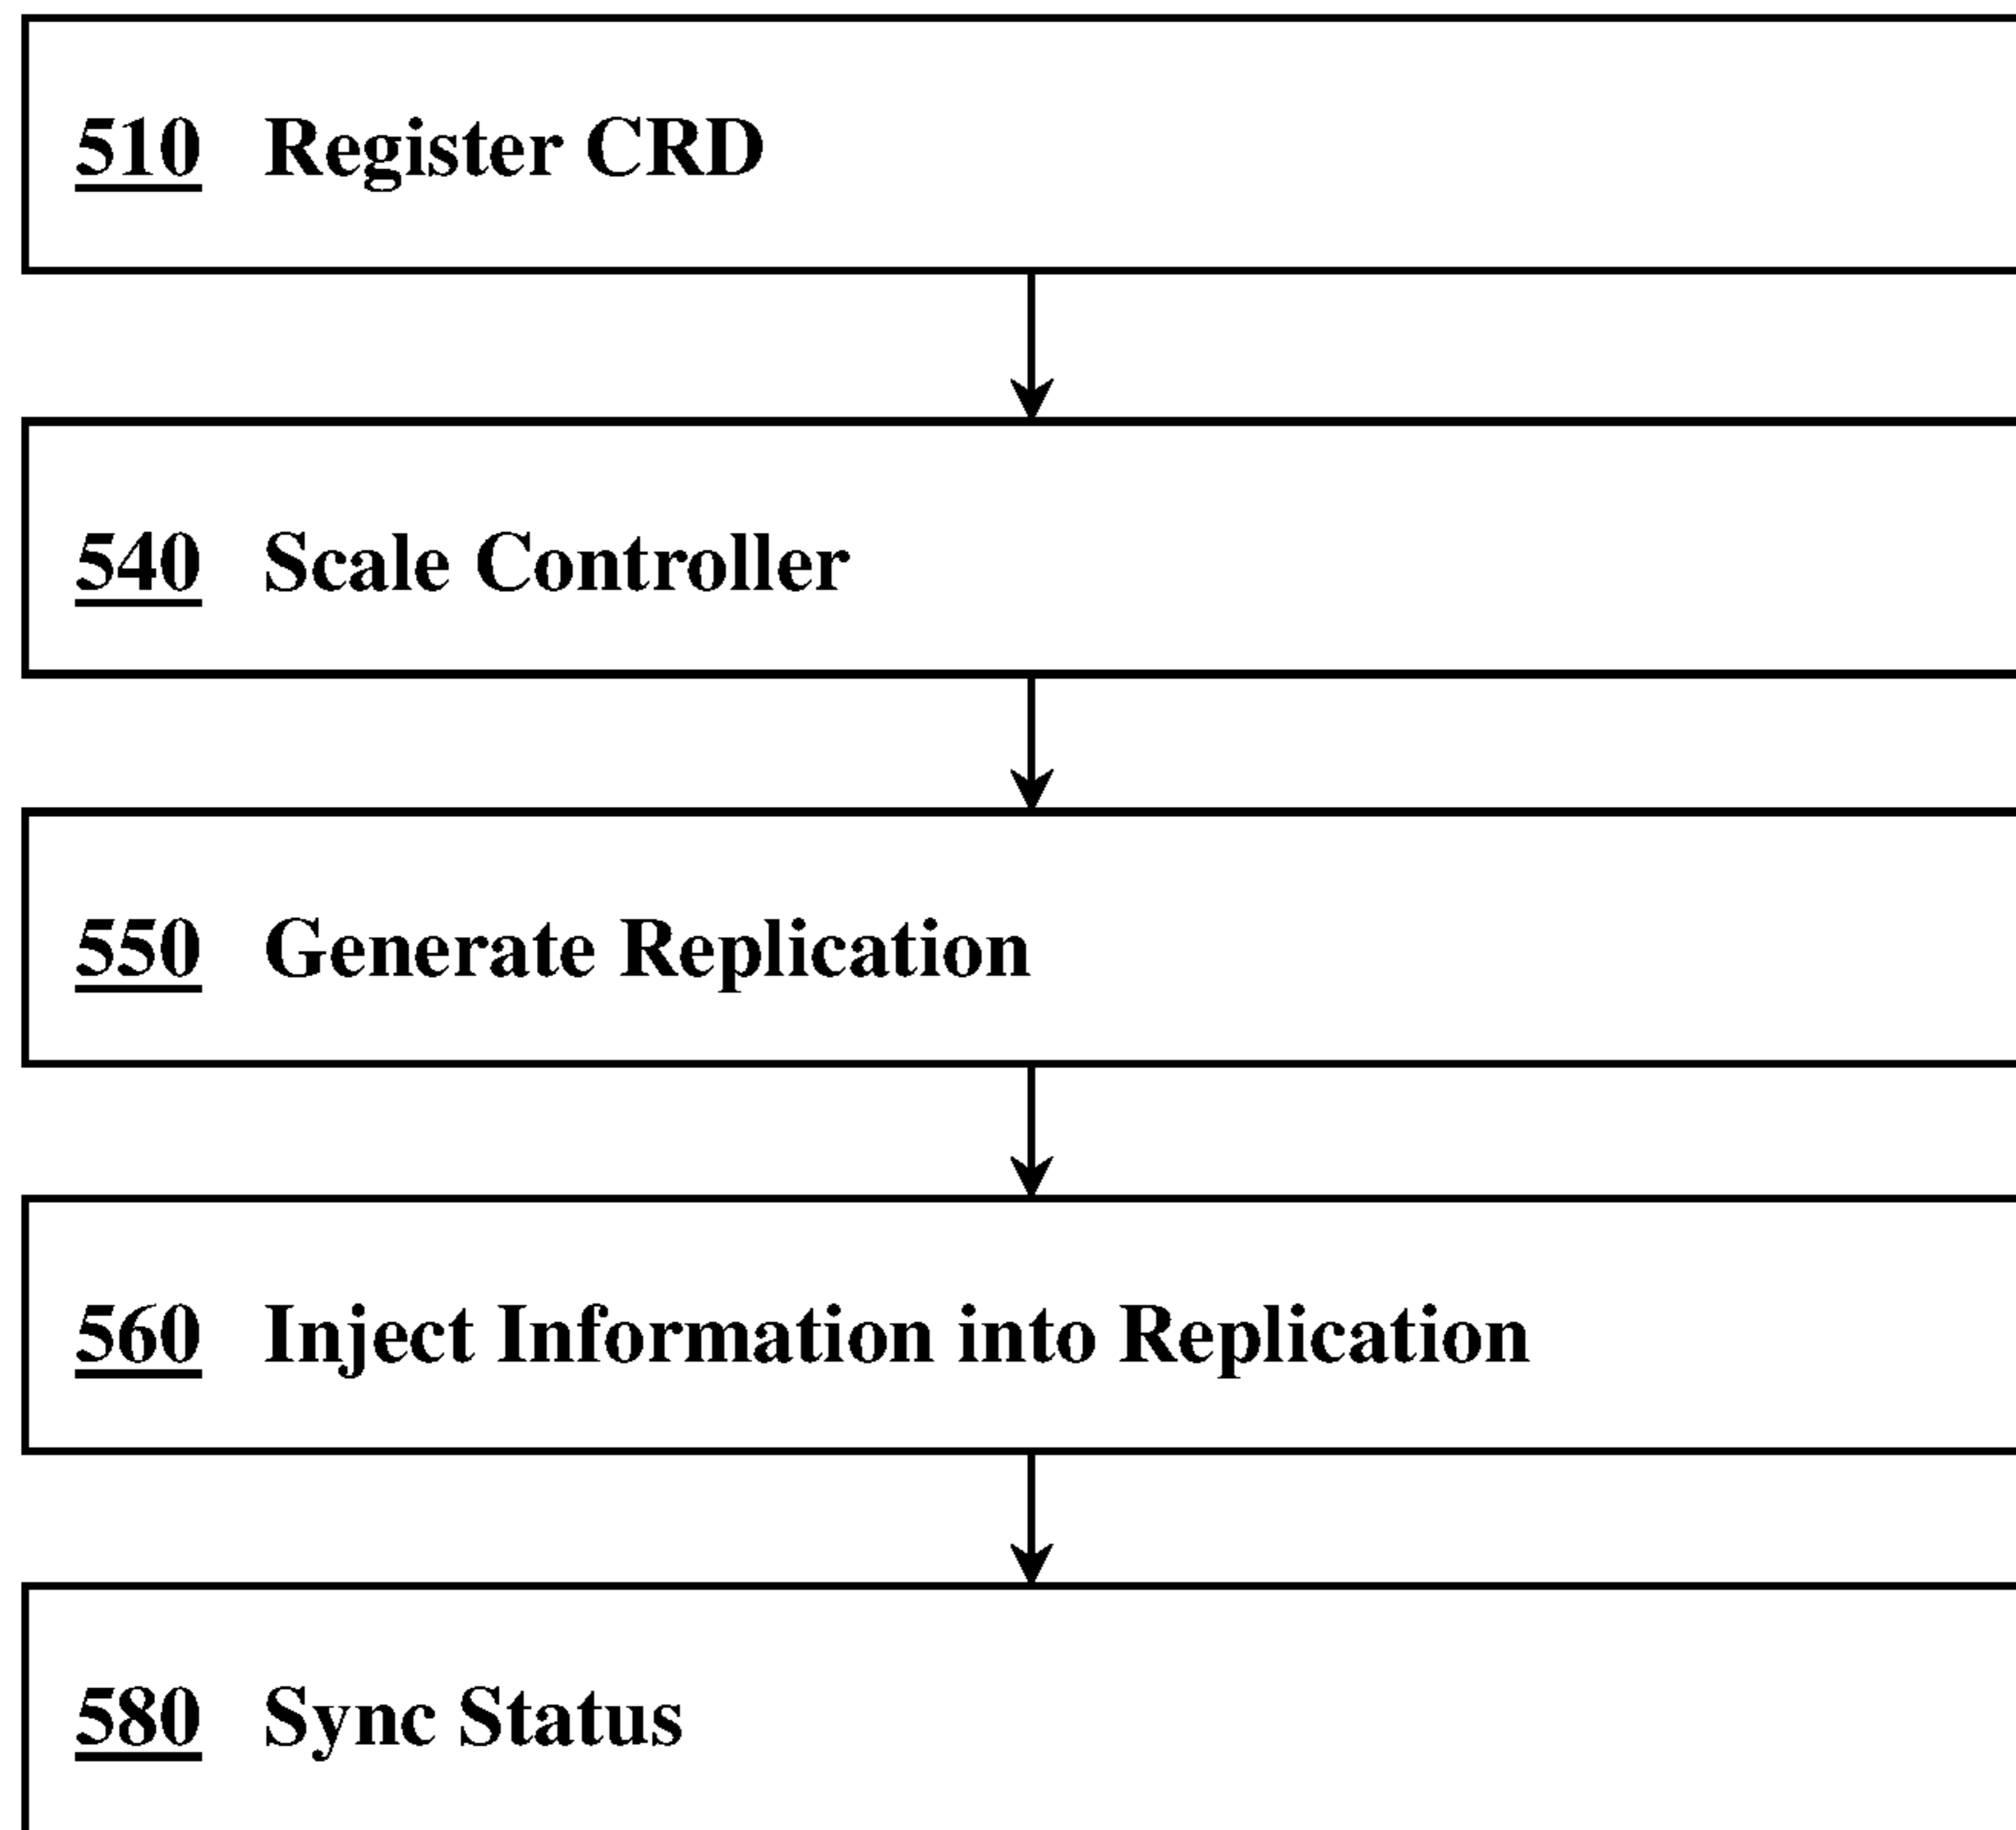 510 Register CRD
540 Scale Controller
550 Generate Replication
560 Inject Information into Replication
580 Sync Status